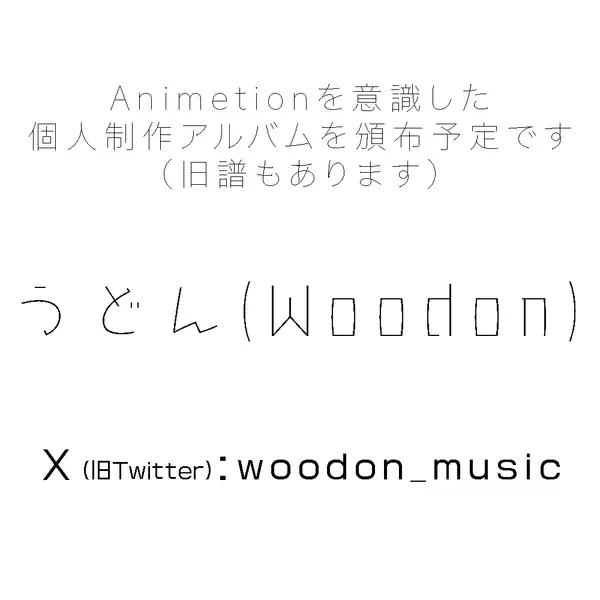 Animetionを意識した
個人制作アルバムを頒布予定です
（旧譜もあります）
うどん(Woodon)
X（旧Twitter）：woodon_music